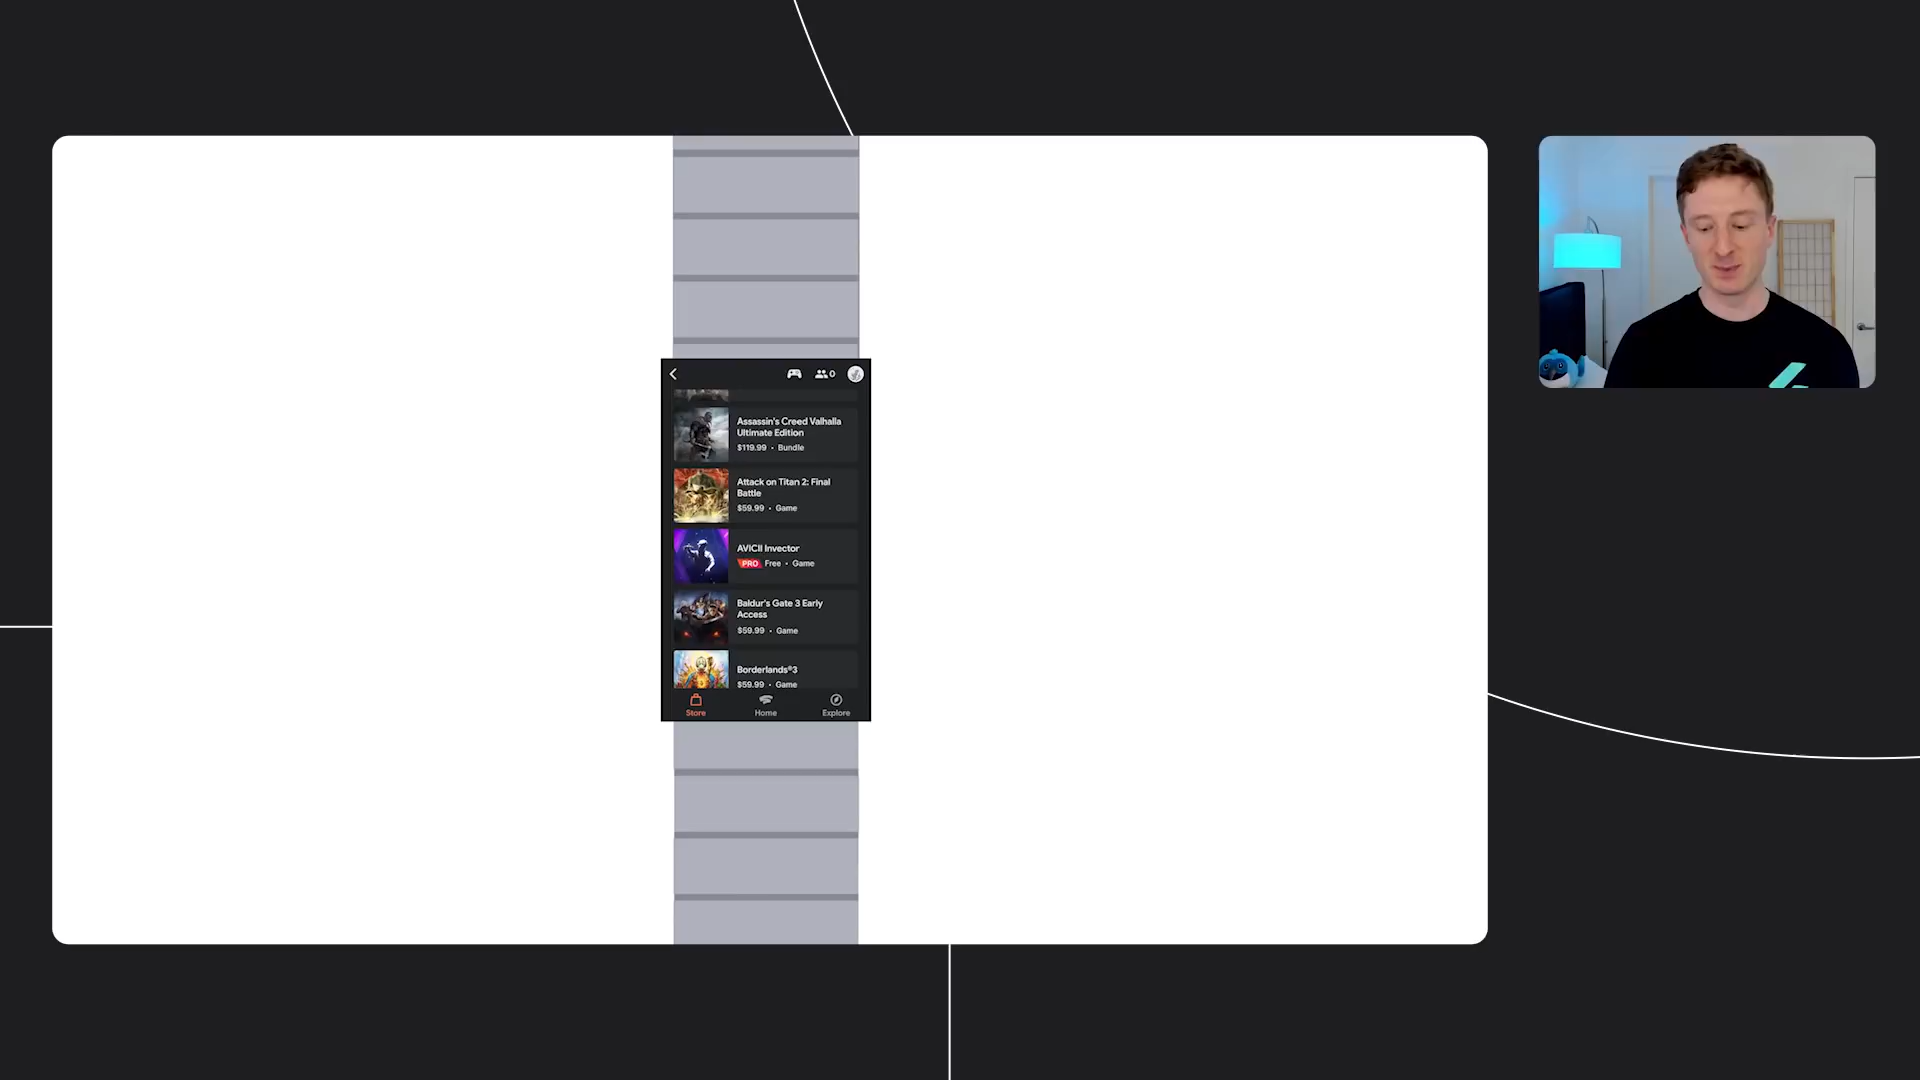 0
Assassin's Creed Valhalla
Ultimate Edition
$119.99 • Bundle
Attack on Titan 2: Final
Battle
$59.99 • Game
AVICII Invector
PRO Free • Game
Baldur's Gate 3 Early
Access
$59.99 • Game
Borderlands®3
$59.99 • Game
Store
Home
Explore